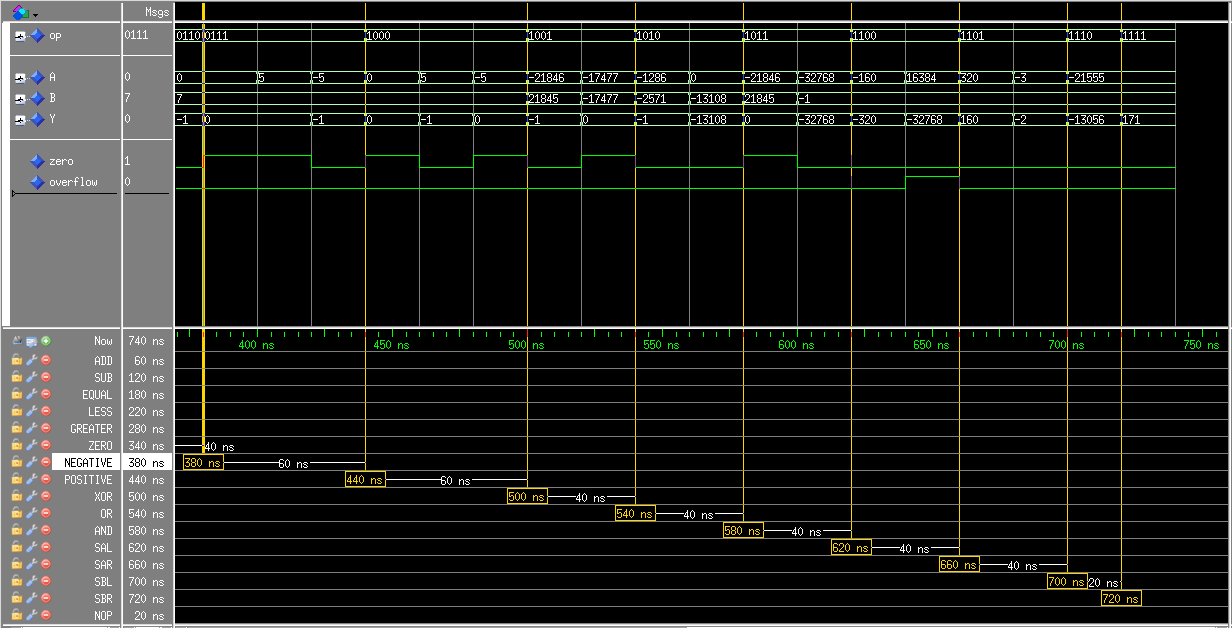 Msgs
op 0111 0110 0111 1000 1001 1010 1011 1100 1101 1110 1111
A 0 0 5 -5 0 5 -5 -21846 -17477 -1286 0 -21846 -32768 -160 16384 320 -3 -21555
B 7 7 21845 -17477 -2571 -13108 21845 -1
Y 0 -1 0 -1 0 -1 0 -1 0 -1 -13108 0 -32768 -320 -32768 160 -2 -13056 171
zero 1
overflow 0
Now 740 ns 400 ns 450 ns 500 ns 550 ns 600 ns 650 ns 700 ns 750 ns
ADD 60 ns
SUB 120 ns
EQUAL 180 ns
LESS 220 ns
GREATER 280 ns
ZERO 340 ns 40 ns
NEGATIVE 380 ns 380 ns 60 ns
POSITIVE 440 ns 440 ns 60 ns
XOR 500 ns 500 ns 40 ns
OR 540 ns 540 ns 40 ns
AND 580 ns 580 ns 40 ns
SAL 620 ns 620 ns 40 ns
SAR 660 ns 660 ns 40 ns
SBL 700 ns 700 ns 20 ns
SBR 720 ns 720 ns
NOP 20 ns